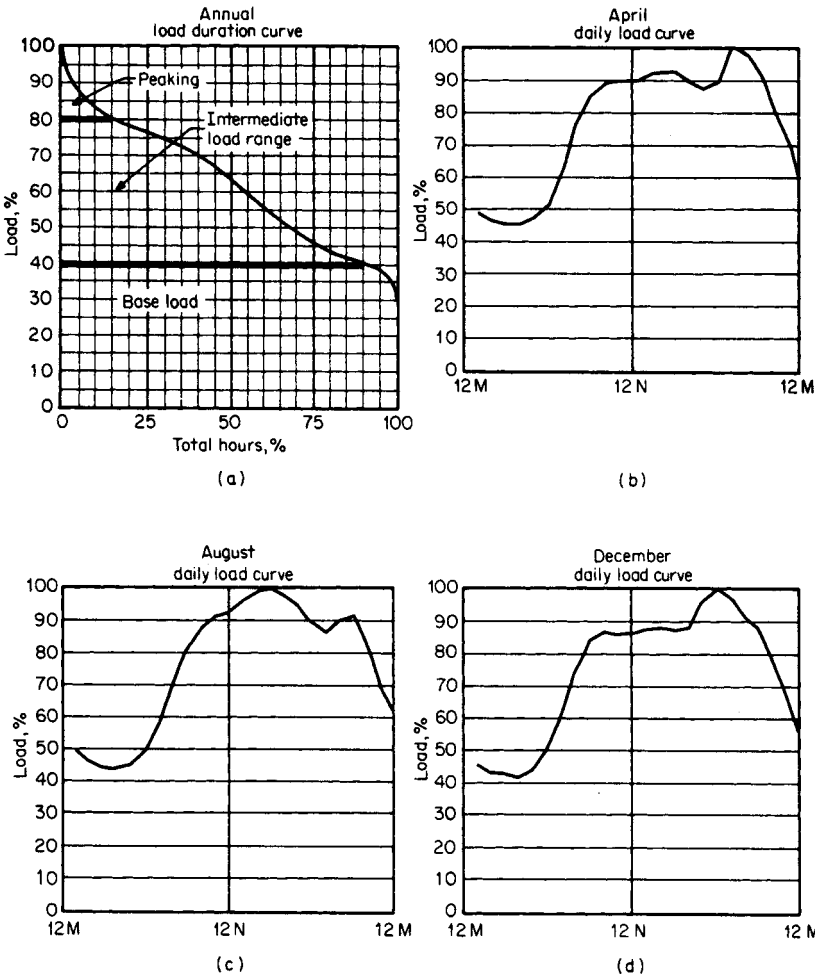 Annual
load duration curve
100
90
80
70
60
50
40
30
20
10
0
Load, %
Peaking
Intermediate
load range
Base load
0 25 50 75 100
Total hours, %
(a)
April
daily load curve
100
90
80
70
60
50
40
30
20
10
0
Load, %
12 M 12 N 12 M
(b)
August
daily load curve
100
90
80
70
60
50
40
30
20
10
0
Load, %
12 M 12 N 12 M
(c)
December
daily load curve
100
90
80
70
60
50
40
30
20
10
0
Load, %
12 M 12 N 12 M
(d)